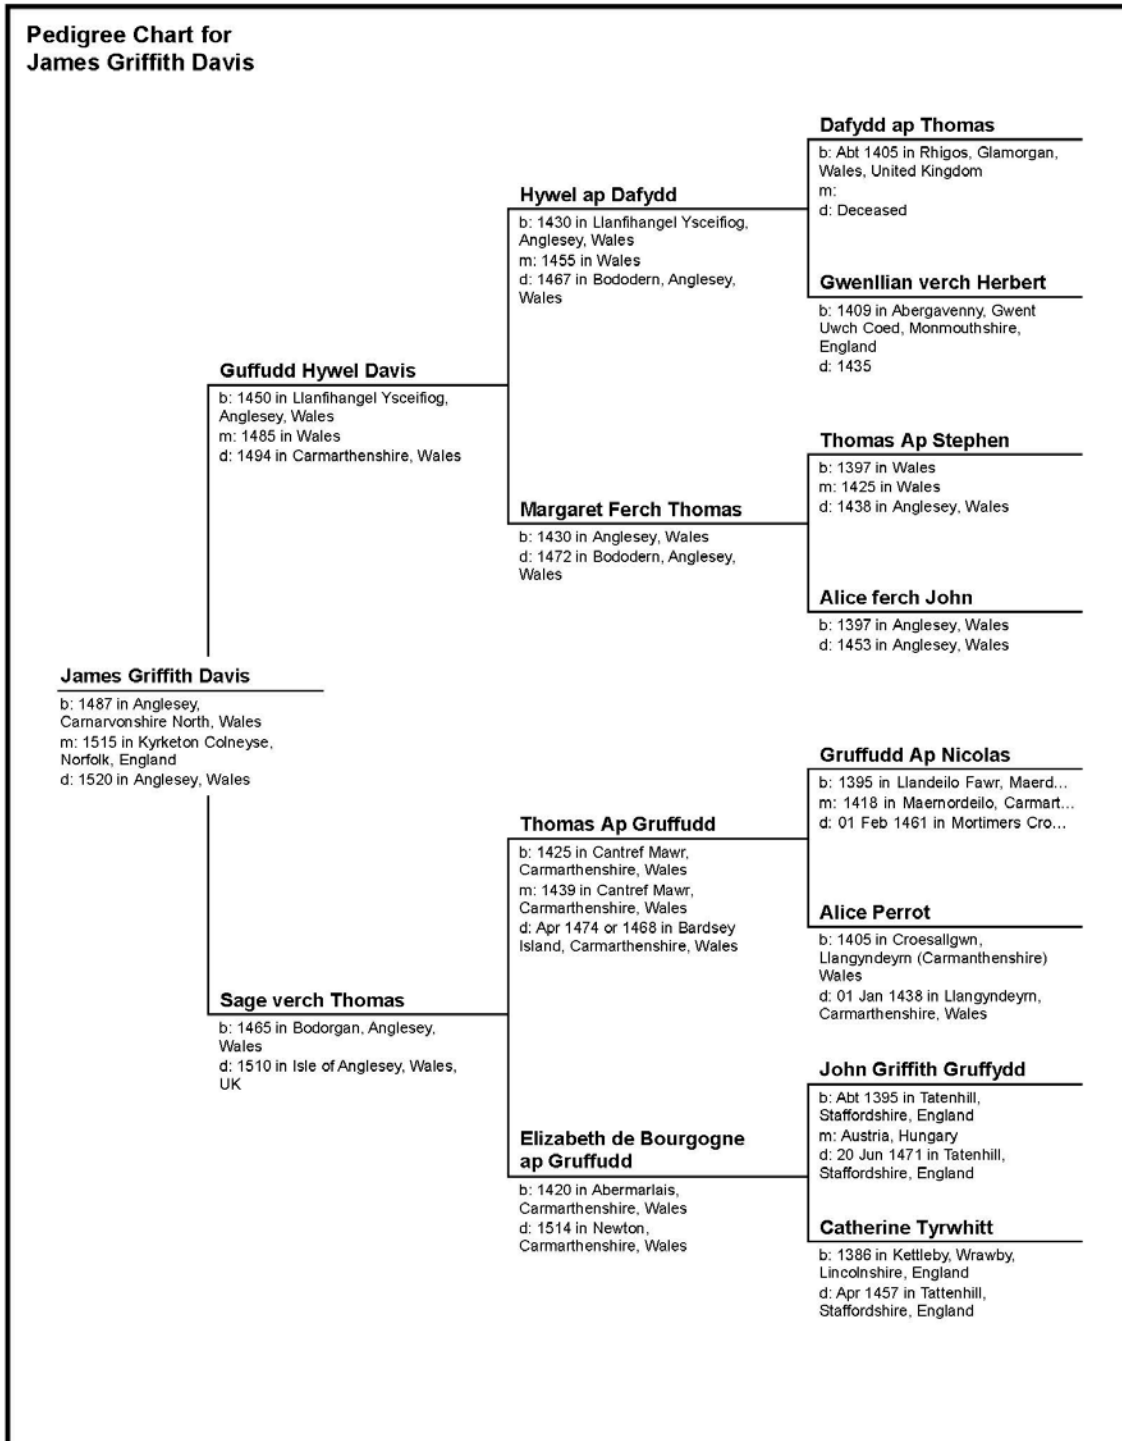 Pedigree Chart for
James Griffith Davis
Dafydd ap Thomas
b: Abt 1405 in Rhigos, Glamorgan,
Wales, United Kingdom
m:
d: Deceased
Hywel ap Dafydd
b: 1430 in Llanfihangel Ysceifiog,
Anglesey, Wales
m: 1455 in Wales
d: 1467 in Bododern, Anglesey,
Wales
Gwenllian verch Herbert
b: 1409 in Abergavenny, Gwent
Uwch Coed, Monmouthshire,
England
d: 1435
Guffudd Hywel Davis
b: 1450 in Llanfihangel Ysceifiog,
Anglesey, Wales
m: 1485 in Wales
d: 1494 in Carmarthenshire, Wales
Thomas Ap Stephen
b: 1397 in Wales
m: 1425 in Wales
d: 1438 in Anglesey, Wales
Margaret Ferch Thomas
b: 1430 in Anglesey, Wales
d: 1472 in Bododern, Anglesey,
Wales
Alice ferch John
b: 1397 in Anglesey, Wales
d: 1453 in Anglesey, Wales
James Griffith Davis
b: 1487 in Anglesey,
Carnarvonshire North, Wales
m: 1515 in Kyrketon Colneyse,
Norfolk, England
d: 1520 in Anglesey, Wales
Gruffudd Ap Nicolas
b: 1395 in Llandeilo Fawr, Maerd...
m: 1418 in Maernordeilo, Carmart...
d: 01 Feb 1461 in Mortimers Cro...
Thomas Ap Gruffudd
b: 1425 in Cantref Mawr,
Carmarthenshire, Wales
m: 1439 in Cantref Mawr,
Carmarthenshire, Wales
d: Apr 1474 or 1468 in Bardsey
Island, Carmarthenshire, Wales
Alice Perrot
b: 1405 in Croesallgwn,
Llangyndeyrn (Carmanthenshire)
Wales
d: 01 Jan 1438 in Llangyndeyrn,
Carmarthenshire, Wales
Sage verch Thomas
b: 1465 in Bodorgan, Anglesey,
Wales
d: 1510 in Isle of Anglesey, Wales,
UK
John Griffith Gruffydd
b: Abt 1395 in Tatenhill,
Staffordshire, England
m: Austria, Hungary
d: 20 Jun 1471 in Tatenhill,
Staffordshire, England
Elizabeth de Bourgogne
ap Gruffudd
b: 1420 in Abermarlais,
Carmarthenshire, Wales
d: 1514 in Newton,
Carmarthenshire, Wales
Catherine Tyrwhitt
b: 1386 in Kettleby, Wrawby,
Lincolnshire, England
d: Apr 1457 in Tattenhill,
Staffordshire, England